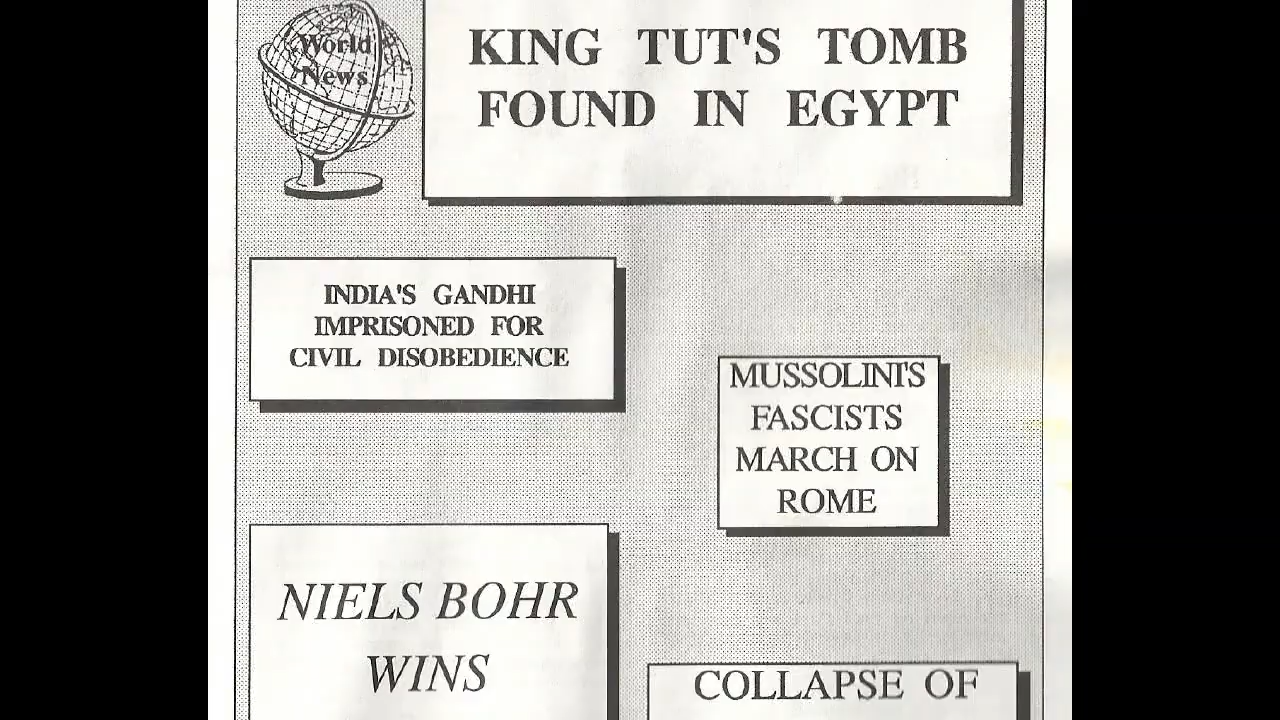 World
News
KING TUT'S TOMB
FOUND IN EGYPT
INDIA'S GANDHI
IMPRISONED FOR
CIVIL DISOBEDIENCE
MUSSOLINI'S
FASCISTS
MARCH ON
ROME
NIELS BOHR
WINS
COLLAPSE OF